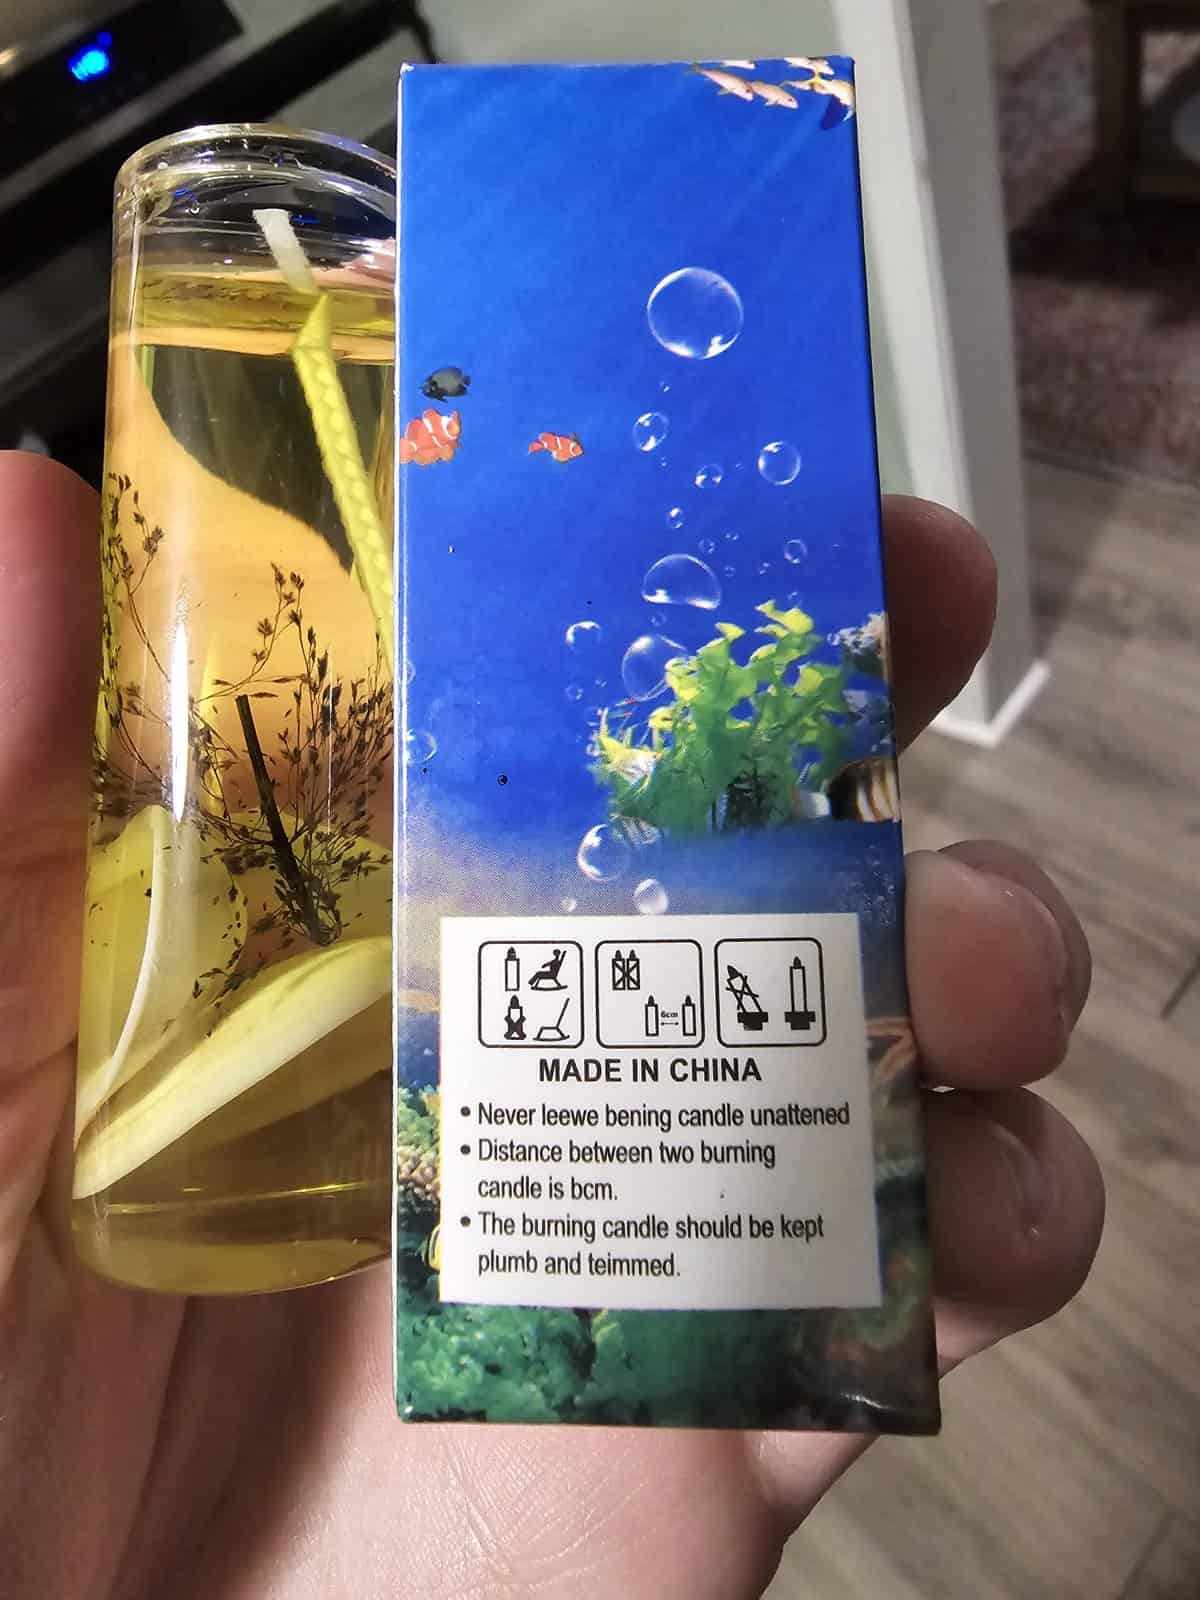 6cm
MADE IN CHINA
• Never leewe bening candle unattened
• Distance between two burning
candle is bcm.
• The burning candle should be kept
plumb and teimmed.